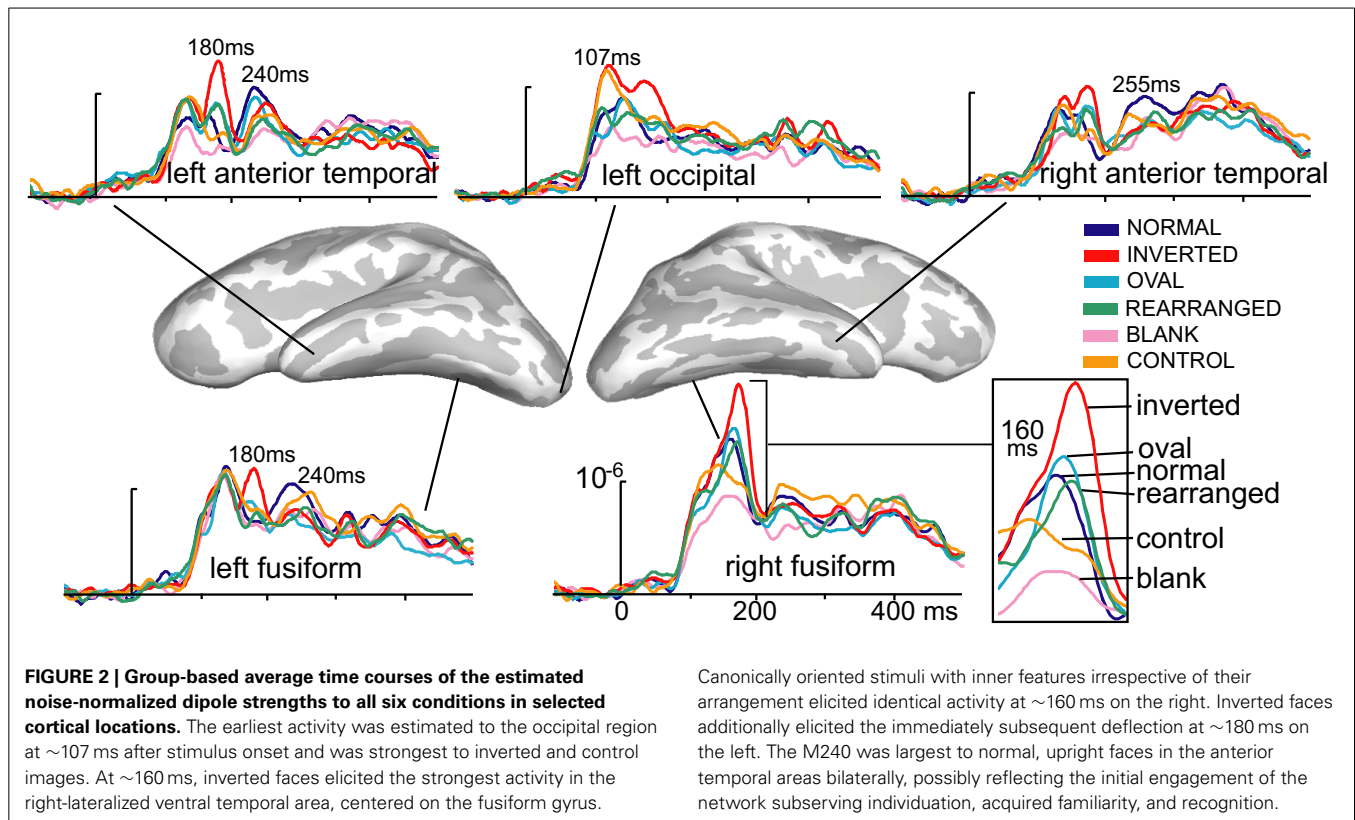 180ms
240ms
left anterior temporal
107ms
left occipital
255ms
right anterior temporal
NORMAL
INVERTED
OVAL
REARRANGED
BLANK
CONTROL
180ms
240ms
left fusiform
10-6
right fusiform
0 200 400 ms
160
ms
inverted
oval
normal
rearranged
control
blank
FIGURE 2 | Group-based average time courses of the estimated
noise-normalized dipole strengths to all six conditions in selected
cortical locations. The earliest activity was estimated to the occipital region
at ~107 ms after stimulus onset and was strongest to inverted and control
images. At ~160 ms, inverted faces elicited the strongest activity in the
right-lateralized ventral temporal area, centered on the fusiform gyrus.
Canonically oriented stimuli with inner features irrespective of their
arrangement elicited identical activity at ~160 ms on the right. Inverted faces
additionally elicited the immediately subsequent deflection at ~180 ms on
the left. The M240 was largest to normal, upright faces in the anterior
temporal areas bilaterally, possibly reflecting the initial engagement of the
network subserving individuation, acquired familiarity, and recognition.